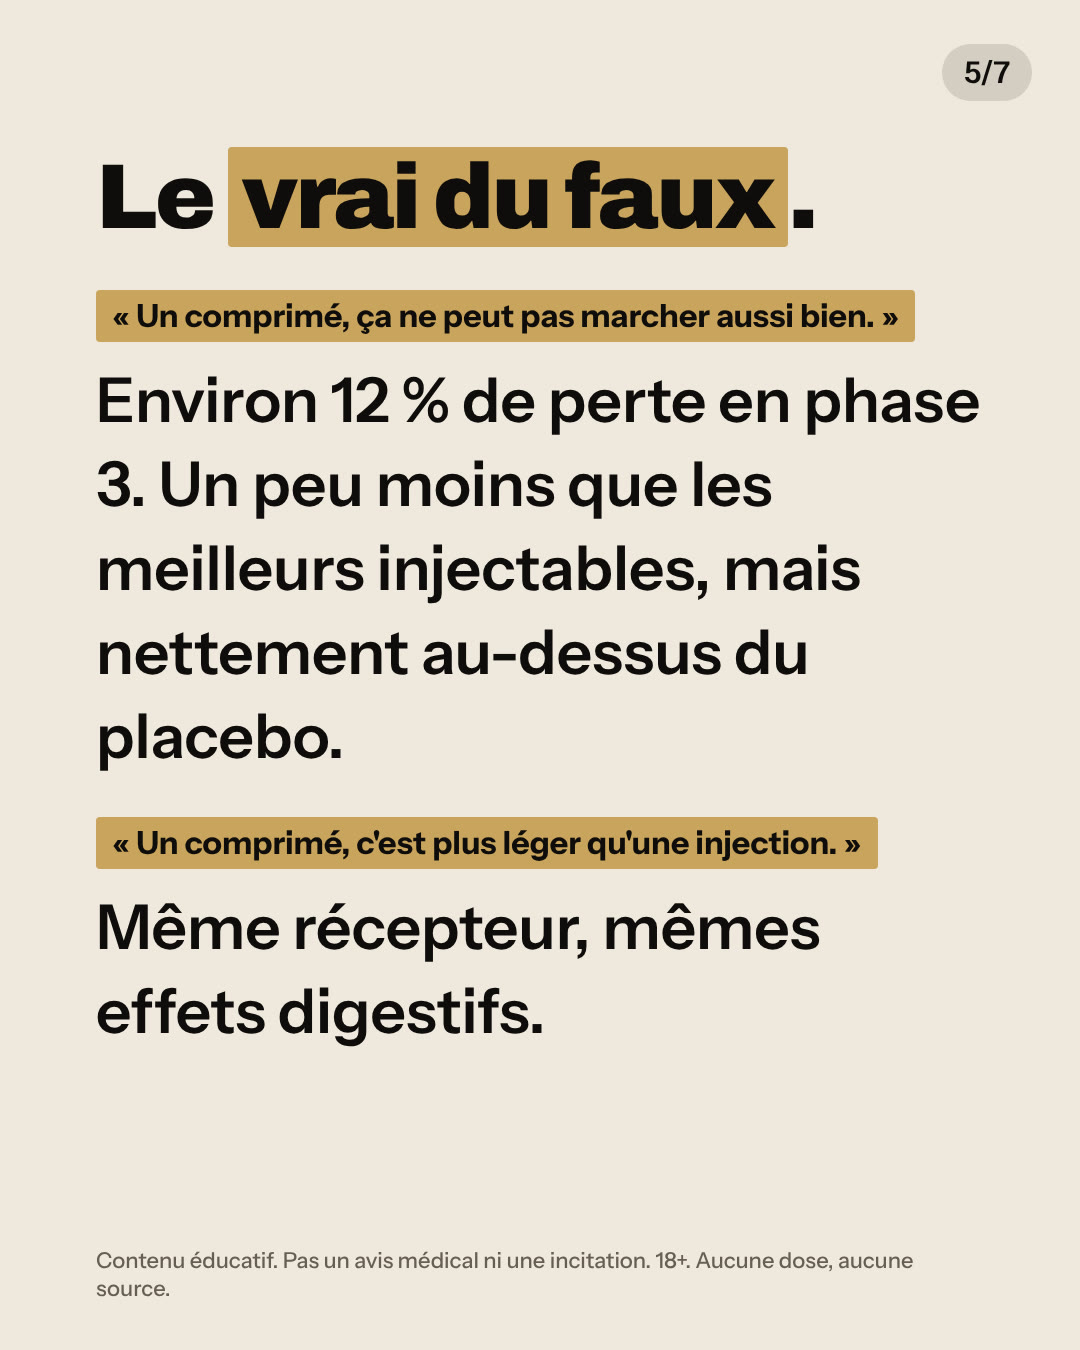 5/7
Le vrai du faux.
« Un comprimé, ça ne peut pas marcher aussi bien. »
Environ 12 % de perte en phase
3. Un peu moins que les
meilleurs injectables, mais
nettement au-dessus du
placebo.
« Un comprimé, c'est plus léger qu'une injection. »
Même récepteur, mêmes
effets digestifs.
Contenu éducatif. Pas un avis médical ni une incitation. 18+. Aucune dose, aucune
source.